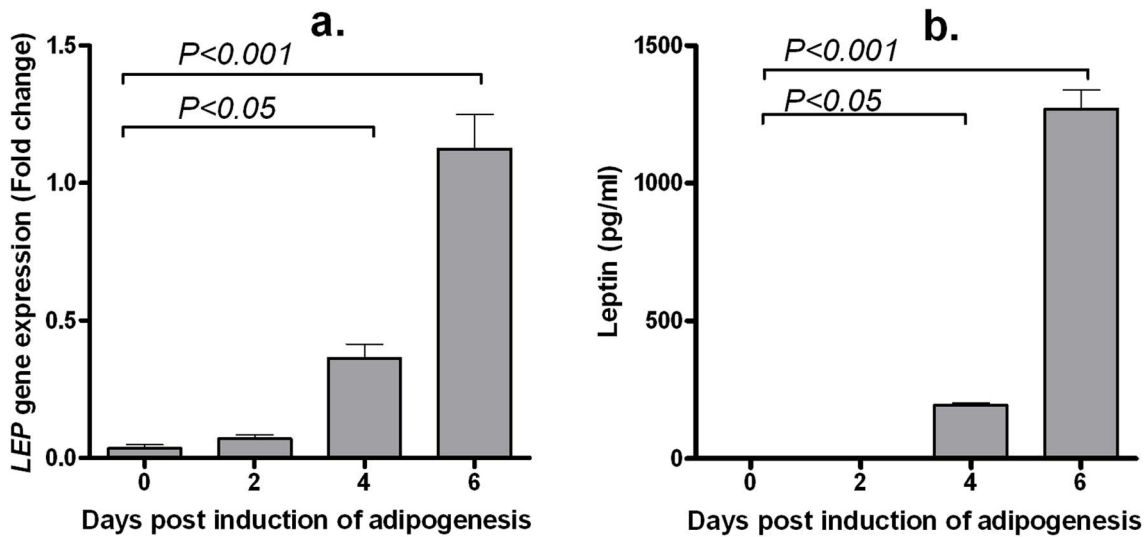 a.
LEP gene expression (Fold change)
1.5
1.0
0.5
0.0
P<0.001
P<0.05
0 2 4 6
Days post induction of adipogenesis
b.
Leptin (pg/ml)
1500
1000
500
0
P<0.001
P<0.05
0 2 4 6
Days post induction of adipogenesis